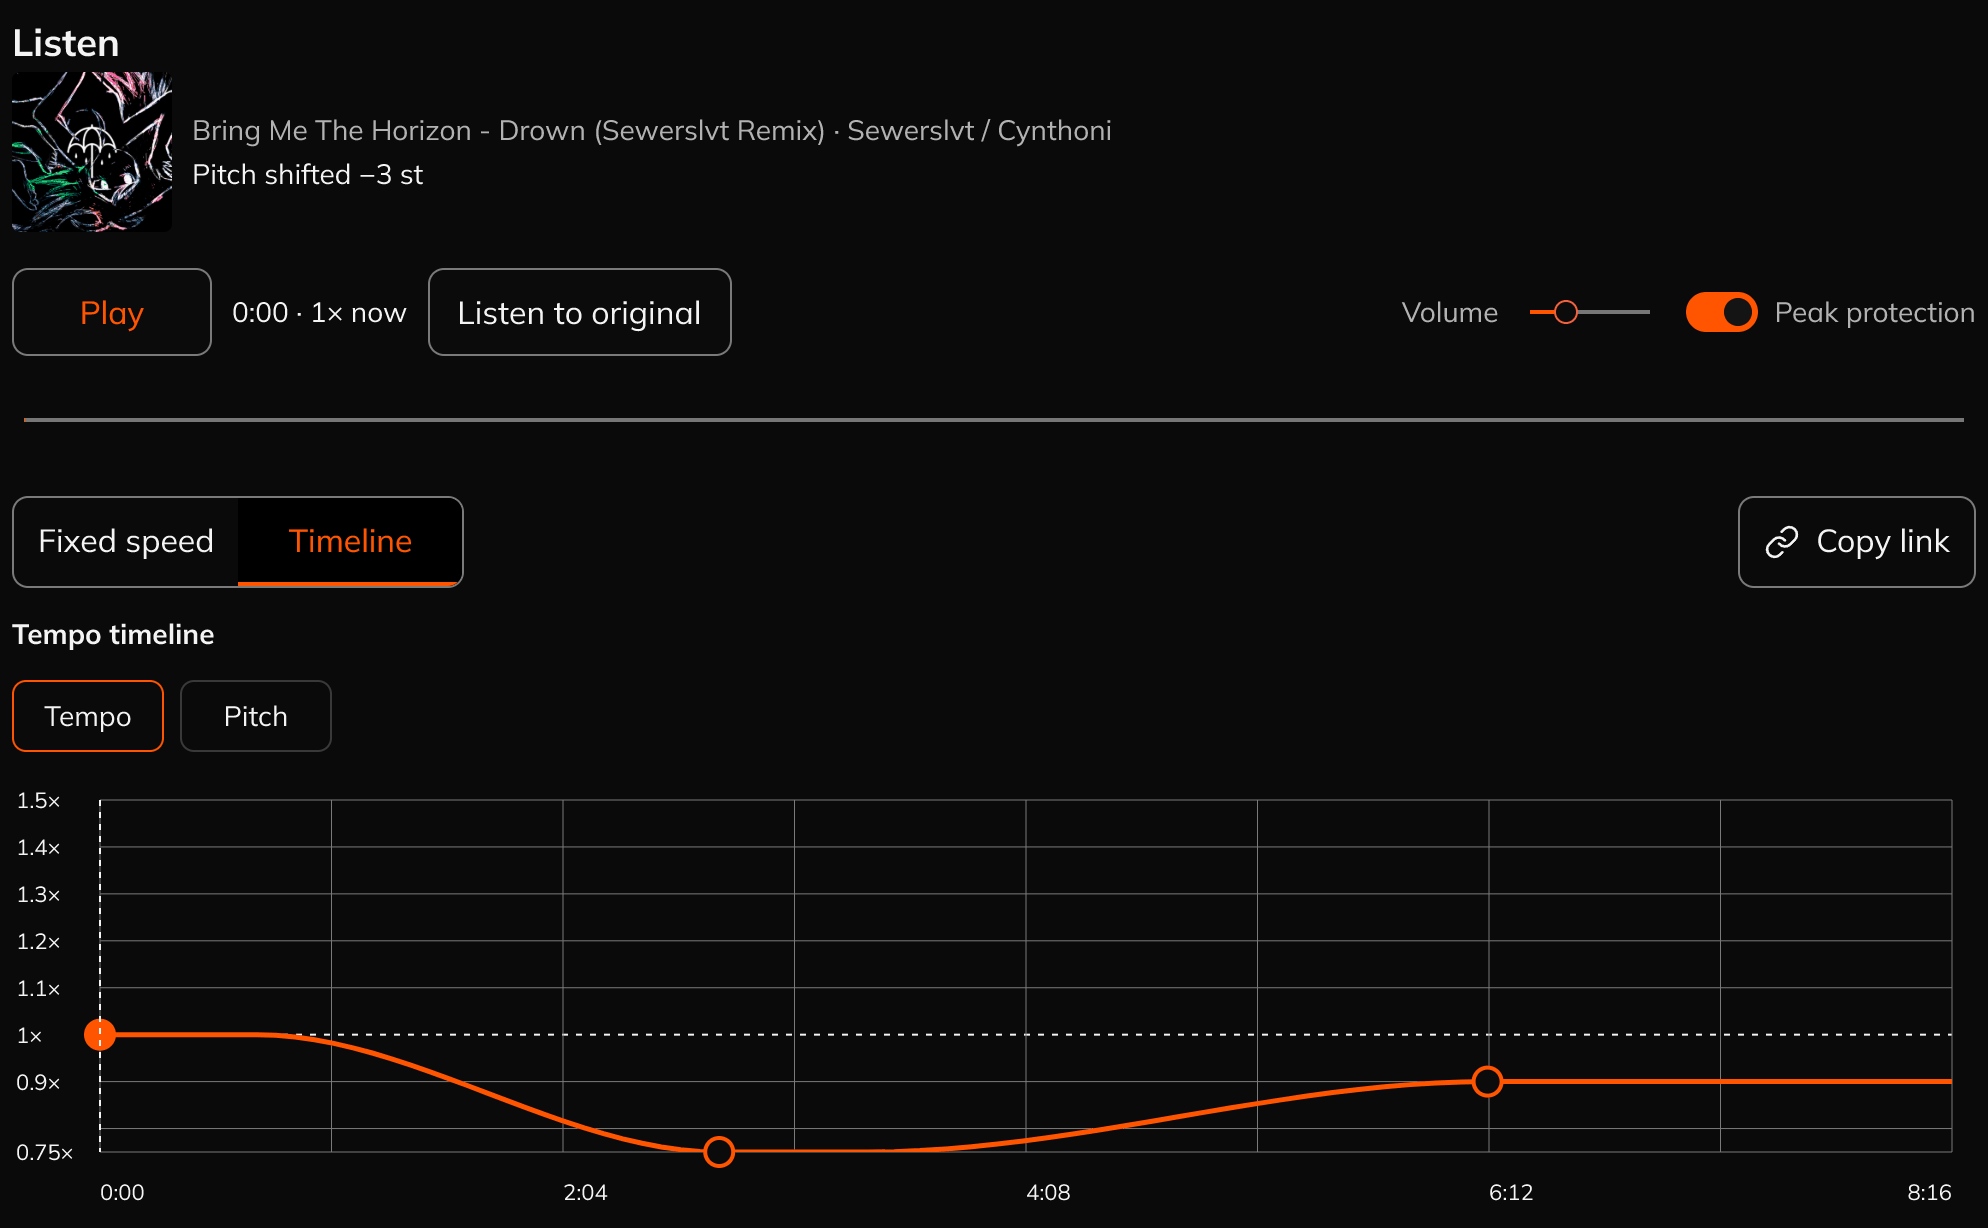 Listen
Bring Me The Horizon - Drown (Sewerslvt Remix) · Sewerslvt / Cynthoni
Pitch shifted −3 st
Play
0:00 · 1× now
Listen to original
Volume
Peak protection
Fixed speed
Timeline
Copy link
Tempo timeline
Tempo
Pitch
1.5×
1.4×
1.3×
1.2×
1.1×
1×
0.9×
0.75×
0:00
2:04
4:08
6:12
8:16